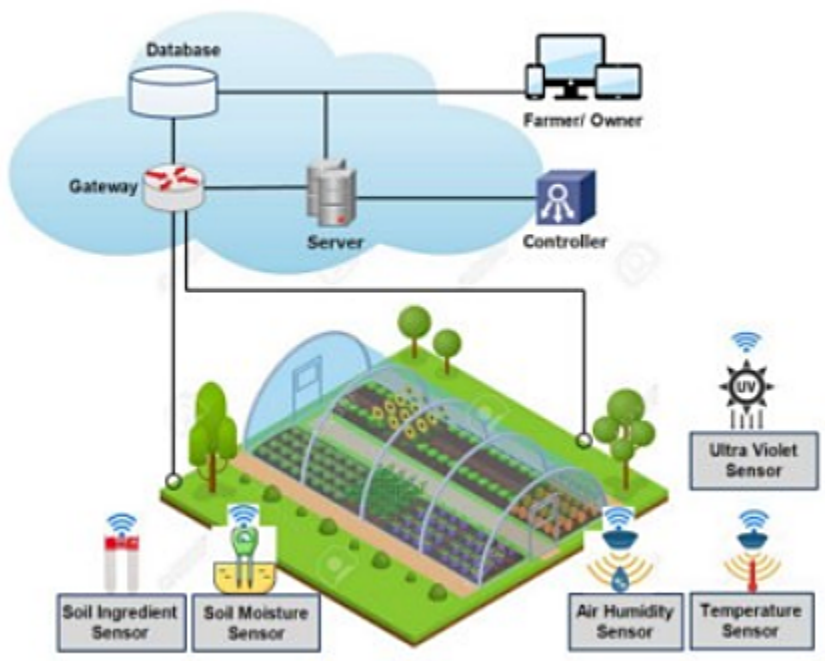 Database
Farmer/ Owner
Gateway
Server
Controller
UV
Ultra Violet
Sensor
Soil Ingredient
Sensor
Soil Moisture
Sensor
Air Humidity
Sensor
Temperature
Sensor